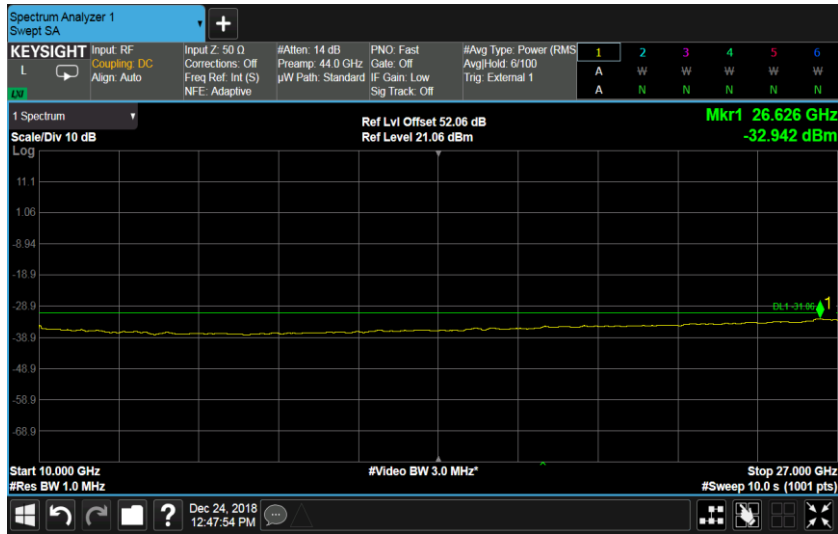 Spectrum Analyzer 1
Swept SA
KEYSIGHT
L
LXI
Input: RF
Coupling: DC
Align: Auto
Input Z: 50 Ω
Corrections: Off
Freq Ref: Int (S)
NFE: Adaptive
#Atten: 14 dB
Preamp: 44.0 GHz
µW Path: Standard
PNO: Fast
Gate: Off
IF Gain: Low
Sig Track: Off
#Avg Type: Power (RMS
Avg|Hold: 6/100
Trig: External 1
1 2 3 4 5 6
A W W W W W
A N N N N N
1 Spectrum
Scale/Div 10 dB
Ref Lvl Offset 52.06 dB
Ref Level 21.06 dBm
Mkr1 26.626 GHz
-32.942 dBm
Log
11.1
1.06
-8.94
-18.9
-28.9
-38.9
-48.9
-58.9
-68.9
DL1 -31.06
1
Start 10.000 GHz
#Res BW 1.0 MHz
#Video BW 3.0 MHz*
Stop 27.000 GHz
#Sweep 10.0 s (1001 pts)
?
Dec 24, 2018
12:47:54 PM